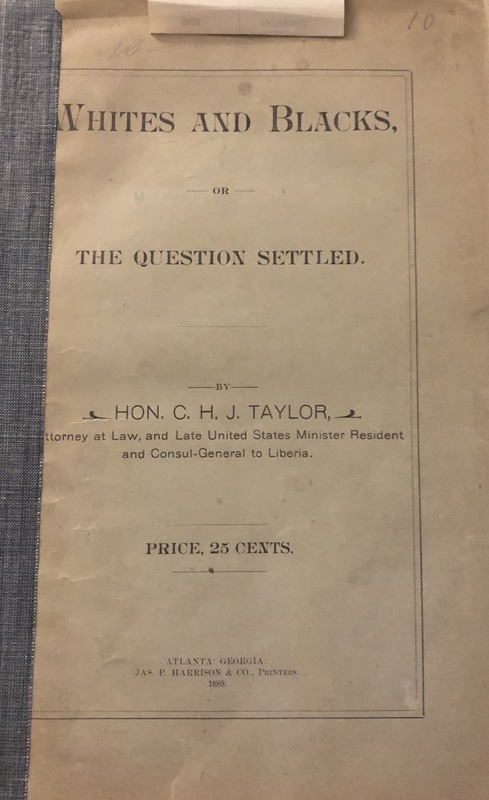 10
WHITES AND BLACKS,
OR
THE QUESTION SETTLED.
BY
HON. C. H. J. TAYLOR,
ttorney at Law, and Late United States Minister Resident
and Consul-General to Liberia.
PRICE, 25 CENTS.
ATLANTA GEORGIA
JAS. P. HARRISON & CO., PRINTERS.
1889.